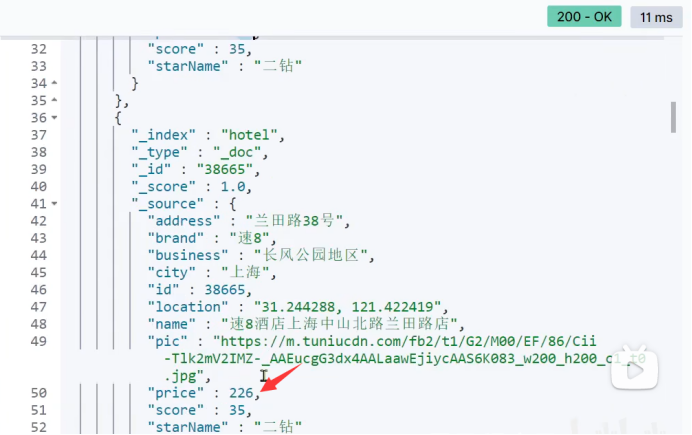 200 - OK 11 ms
32 "score" : 35,
33 "starName" : "二钻"
34 }
35 },
36 {
37 "_index" : "hotel",
38 "_type" : "_doc",
39 "_id" : "38665",
40 "_score" : 1.0,
41 "_source" : {
42 "address" : "兰田路38号",
43 "brand" : "速8",
44 "business" : "长风公园地区",
45 "city" : "上海",
46 "id" : 38665,
47 "location" : "31.244288, 121.422419",
48 "name" : "速8酒店上海中山北路兰田路店",
49 "pic" : "https://m.tuniucdn.com/fb2/t1/G2/M00/EF/86/Cii
-Tlk2mV2IMZ-_AAEucgG3dx4AALaawEjiycAAS6K083_w200_h200_c1_t0
.jpg",
50 "price" : 226,
51 "score" : 35,
52 "starName" : "二钻"